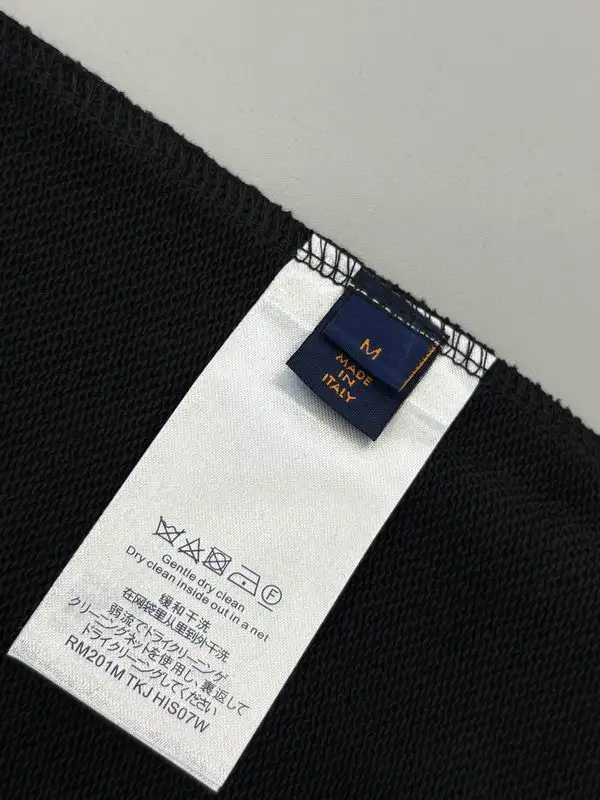 M
MADE
IN
ITALY
F
Gentle dry clean
Dry clean inside out in a net
缓和干洗
在网袋里从里到外干洗
弱流でドライクリーニング
クリーニングネットを使用し、裏返して
ドライクリーニングしてください
RM201M TKJ HIS07W